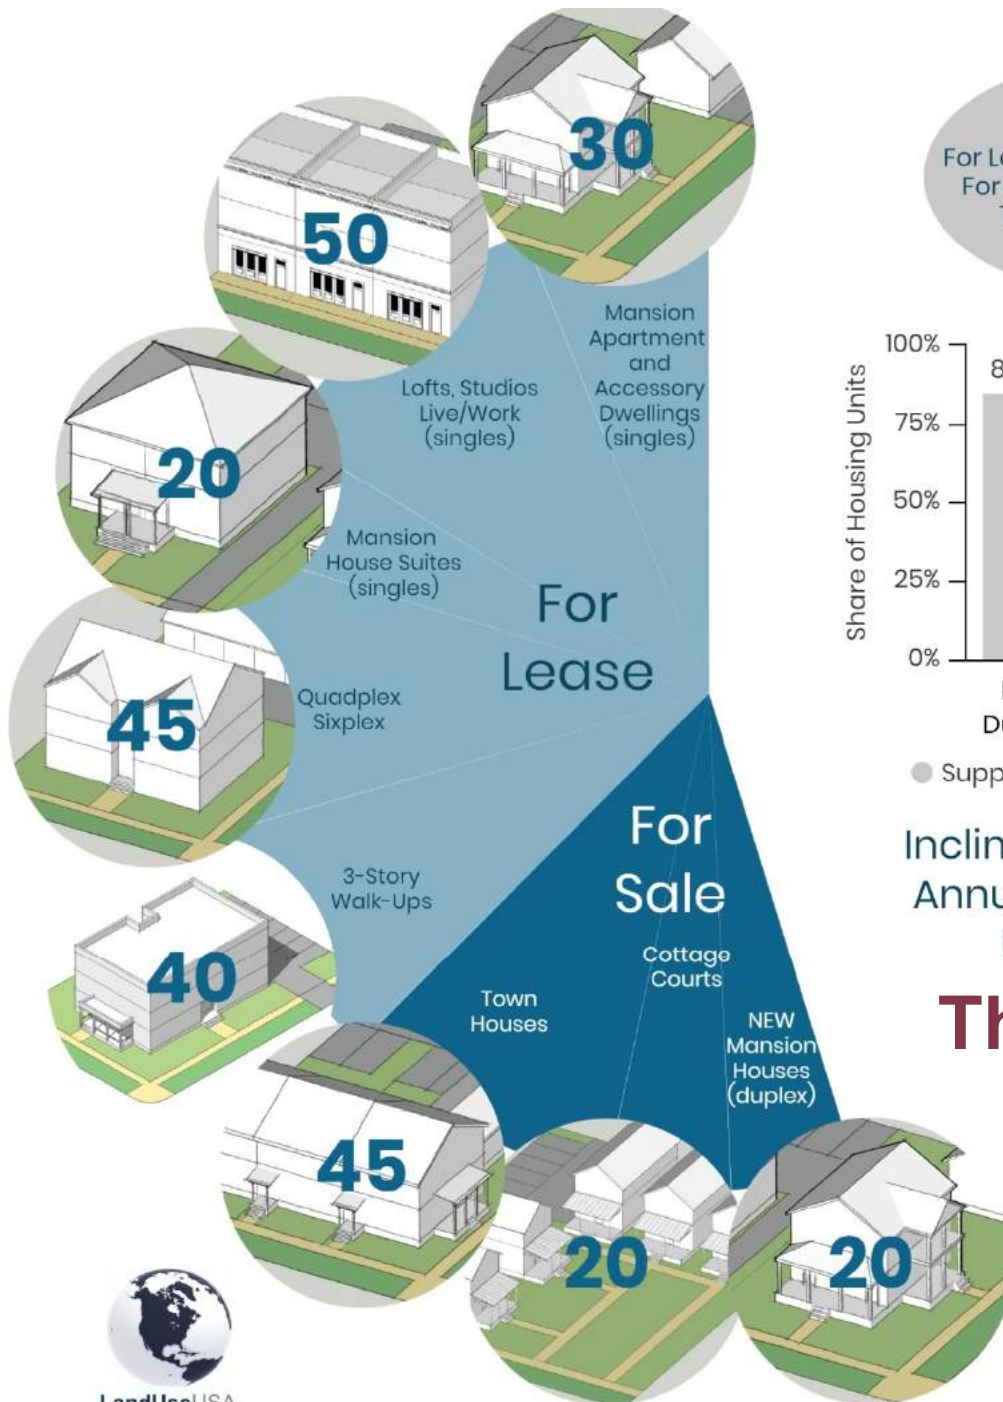 30
50
20
45
40
45
20
20
Mansion
Apartment
and
Accessory
Dwellings
(singles)
Lofts, Studios
Live/Work
(singles)
Mansion
House Suites
(singles)
Quadplex
Sixplex
3-Story
Walk-Ups
For
Lease
For
Sale
Town
Houses
Cottage
Courts
NEW
Mansion
Houses
(duplex)
LandUseUSA
For
Share of Housing Units
100%
75%
50%
25%
0%